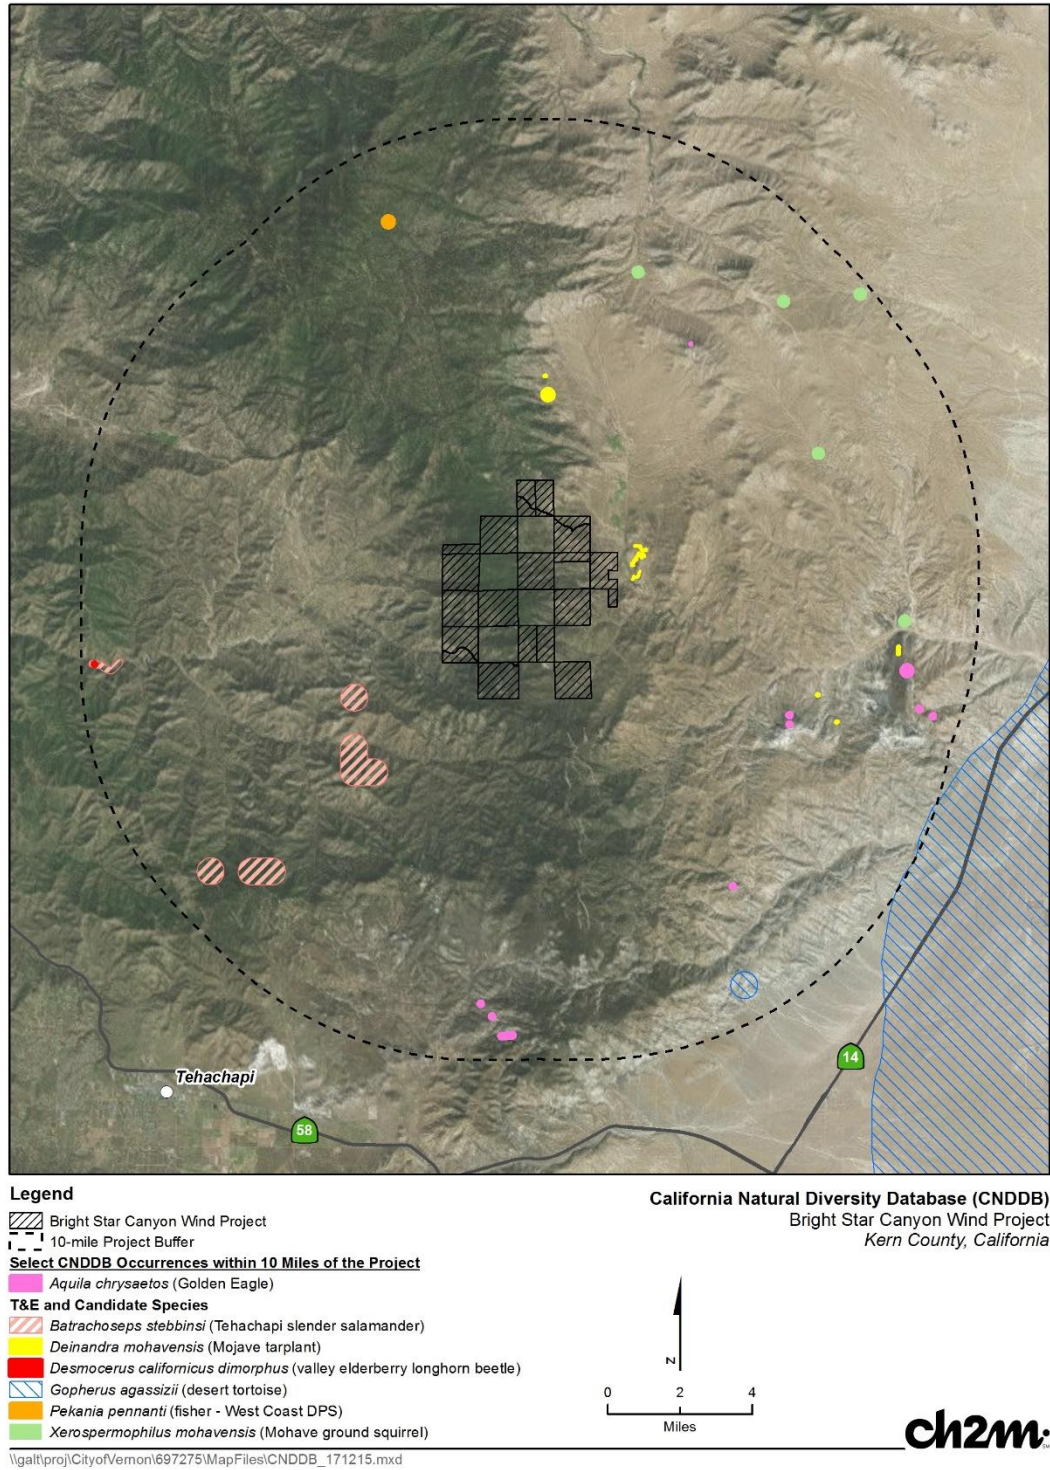 Tehachapi
58
14
Legend
Bright Star Canyon Wind Project
10-mile Project Buffer
Select CNDDB Occurrences within 10 Miles of the Project
Aquila chrysaetos (Golden Eagle)
T&E and Candidate Species
Batrachoseps stebbinsi (Tehachapi slender salamander)
Deinandra mohavensis (Mojave tarplant)
Desmocerus californicus dimorphus (valley elderberry longhorn beetle)
Gopherus agassizii (desert tortoise)
Pekania pennanti (fisher - West Coast DPS)
Xerospermophilus mohavensis (Mohave ground squirrel)
California Natural Diversity Database (CNDDB)
Bright Star Canyon Wind Project
Kern County, California
N
0 2 4
Miles
ch2m
\\galt\proj\CityofVernon\697275\MapFiles\CNDDB_171215.mxd